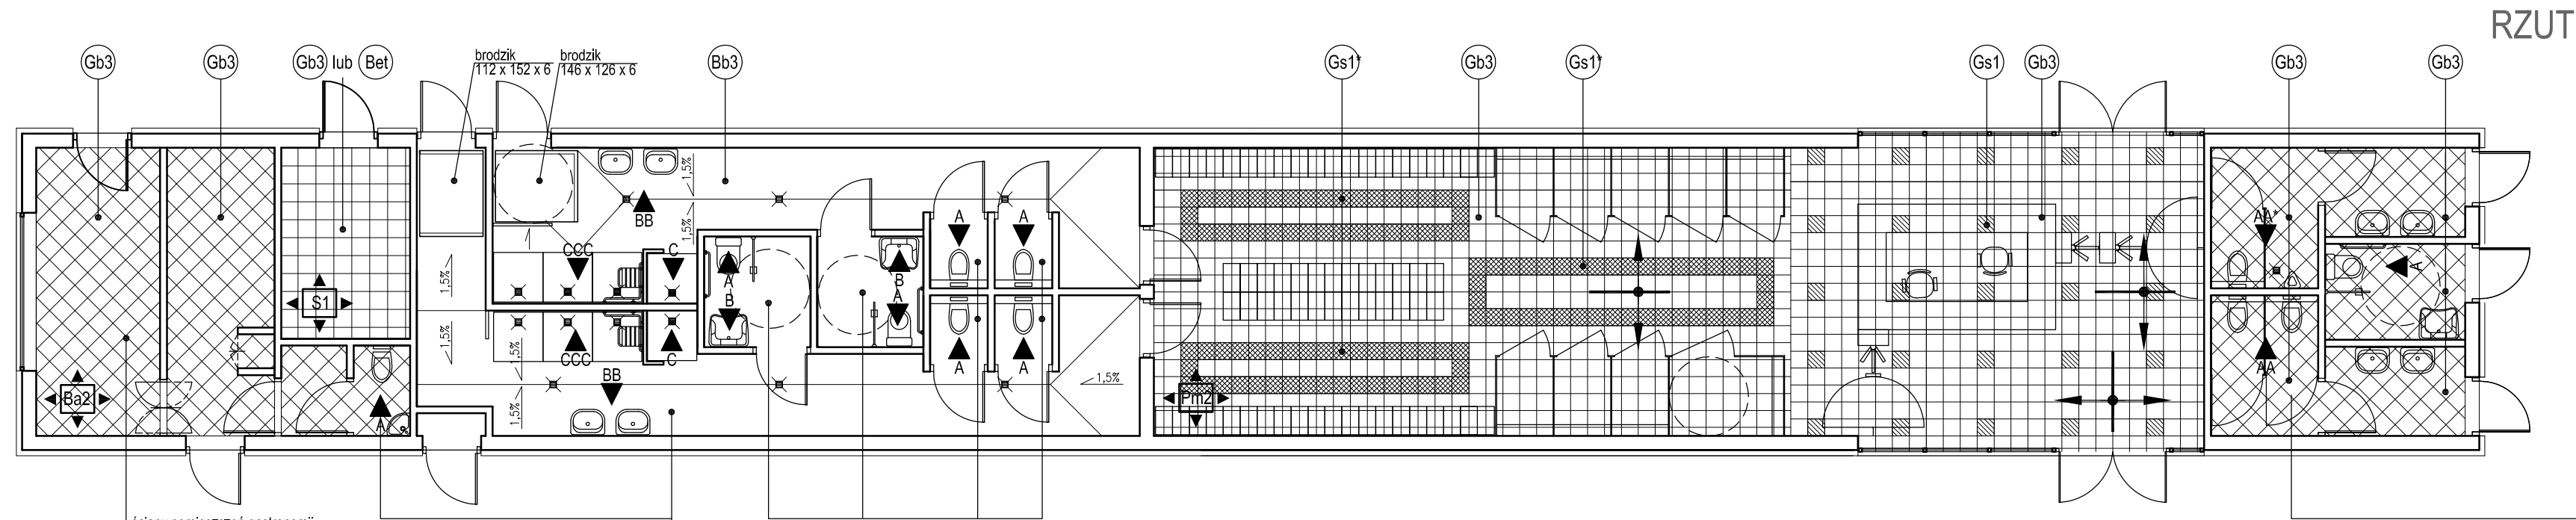 RZUT
Gb3 Gb3 Gb3 lub Bet
brodzik
112 x 152 x 6
brodzik
146 x 126 x 6
Bb3 Gs1* Gb3 Gs1* Gs1 Gb3 Gb3 Gb3
1,5%
BB
1,5%
A A
AA*
CCC C
A
B
B
A
A
1,5%
S1
1,5%
1,5%
CCC C
A A
AA
BB
1,5%
1,5%
Ba2
Pm2
A